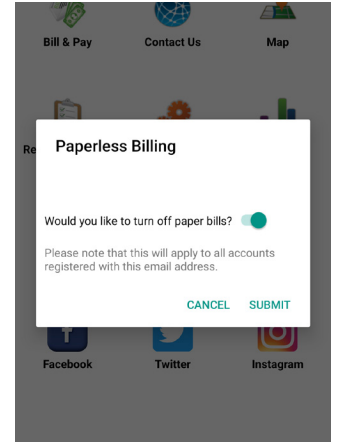 Bill & Pay Contact Us Map
Re
Paperless Billing
Would you like to turn off paper bills?
Please note that this will apply to all accounts
registered with this email address.
CANCEL SUBMIT
Facebook Twitter Instagram